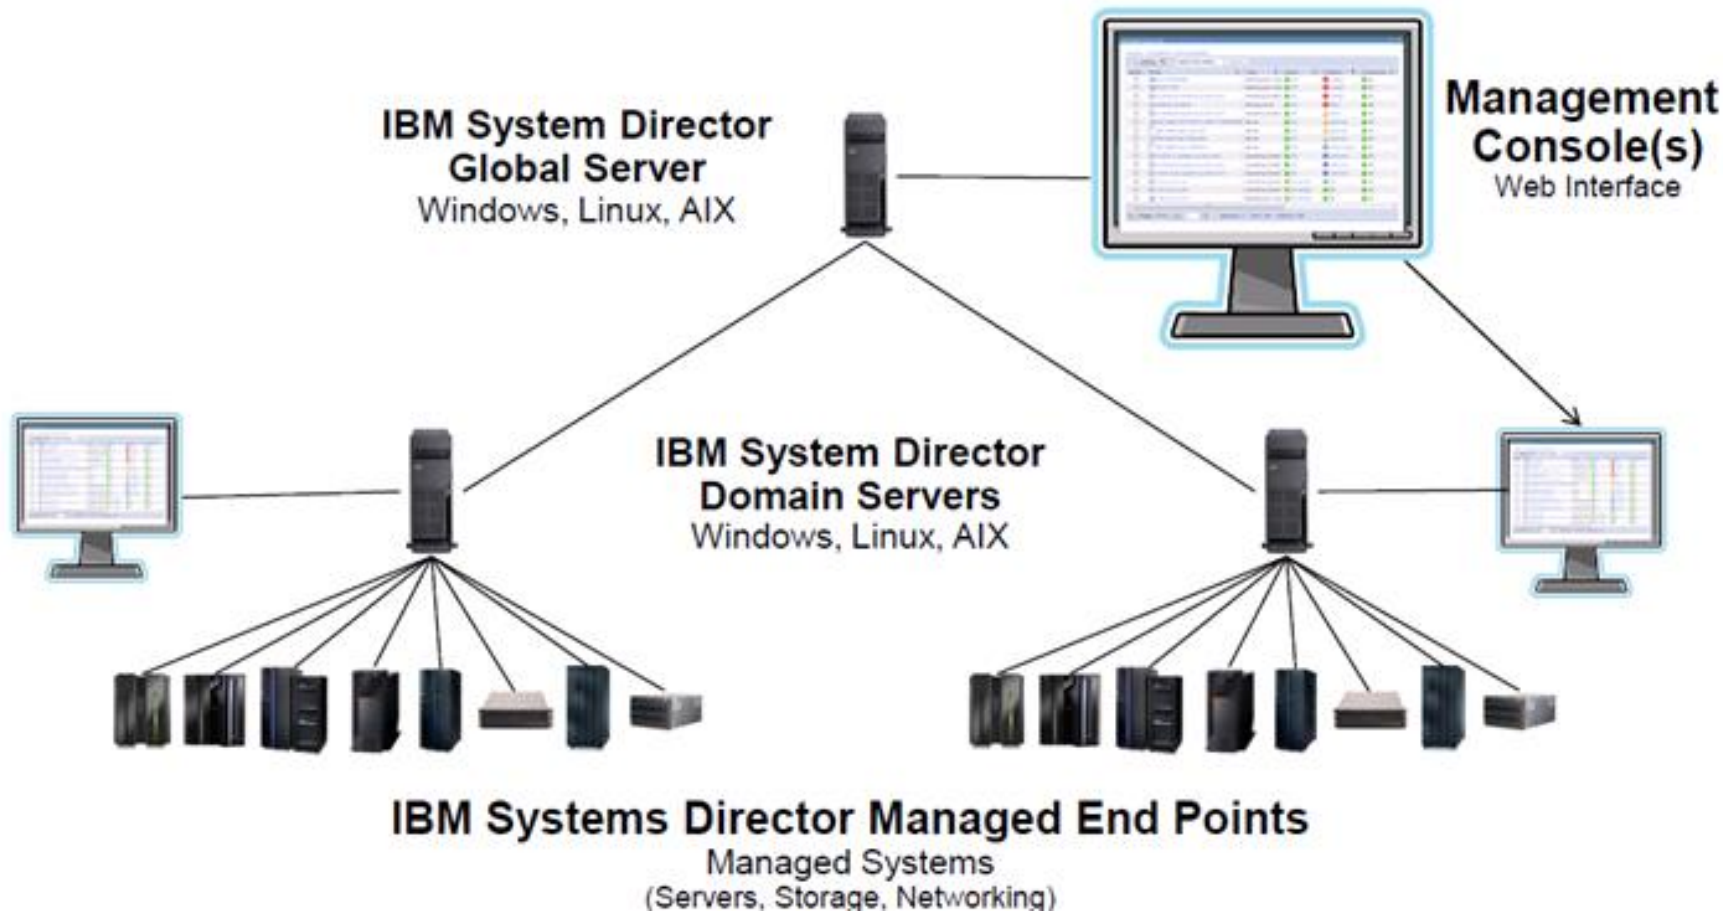 IBM System Director
Global Server
Windows, Linux, AIX
Management
Console(s)
Web Interface
IBM System Director
Domain Servers
Windows, Linux, AIX
IBM Systems Director Managed End Points
Managed Systems
(Servers, Storage, Networking)